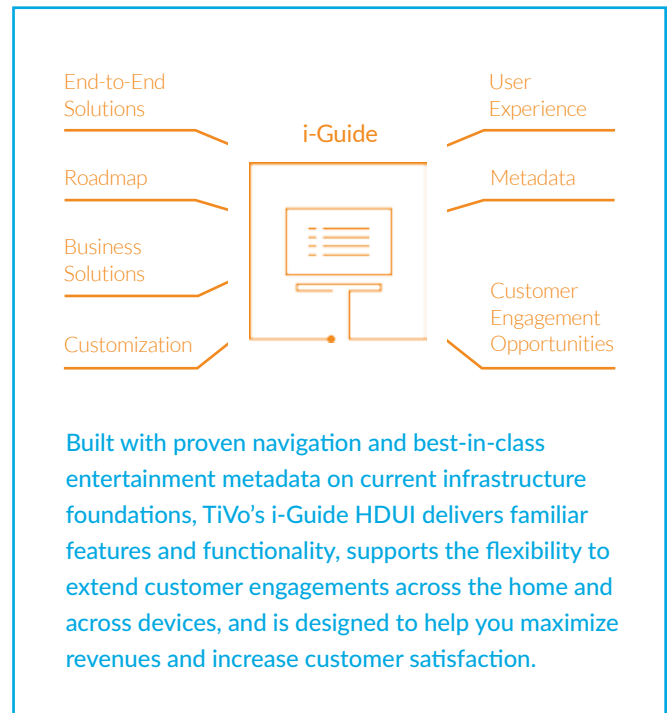 End-to-End
Solutions
Roadmap
Business
Solutions
Customization
i-Guide
User
Experience
Metadata
Customer
Engagement
Opportunities
Built with proven navigation and best-in-class
entertainment metadata on current infrastructure
foundations, TiVo’s i-Guide HDUI delivers familiar
features and functionality, supports the flexibility to
extend customer engagements across the home and
across devices, and is designed to help you maximize
revenues and increase customer satisfaction.